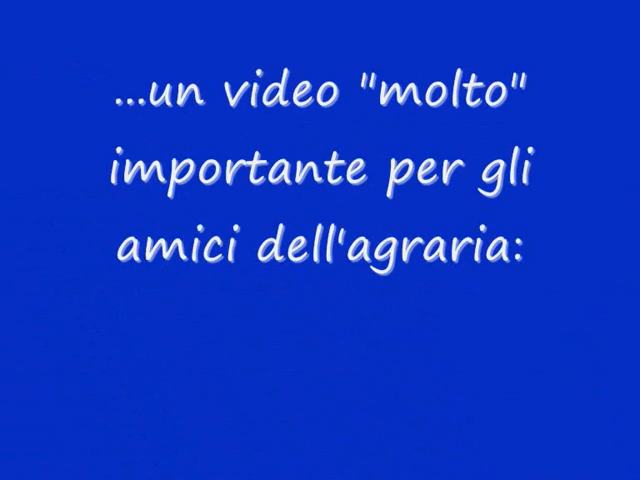 ...un video "molto"
importante per gli
amici dell'agraria: